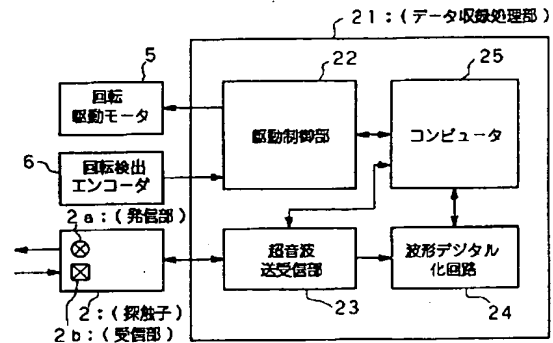 21:(データ収録処理部)
5
回転
駆動モータ
22
駆動制御部
25
コンピュータ
6
回転検出
エンコーダ
2a:(発信部)
超音波
送受信部
23
波形デジタル
化回路
24
2:(探触子)
2b:(受信部)